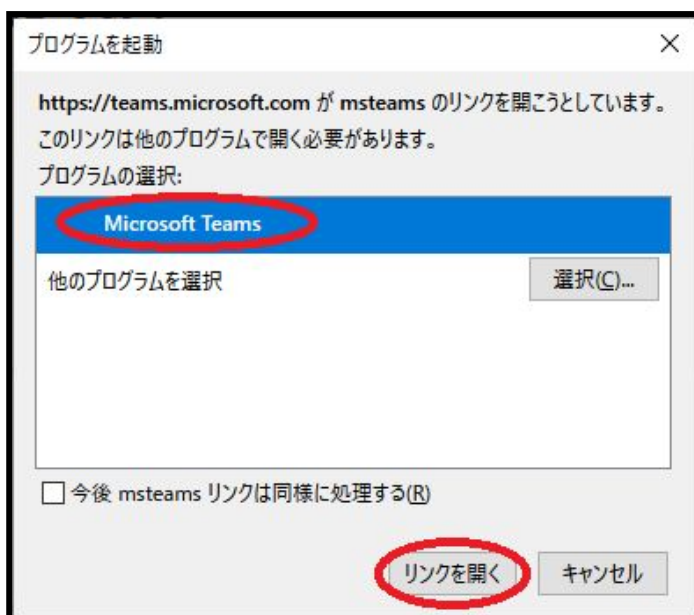 プログラムを起動
https://teams.microsoft.com が msteams のリンクを開こうとしています。
このリンクは他のプログラムで開く必要があります。
プログラムの選択:
Microsoft Teams
他のプログラムを選択 選択(C)...
今後 msteams リンクは同様に処理する(R)
リンクを開く キャンセル